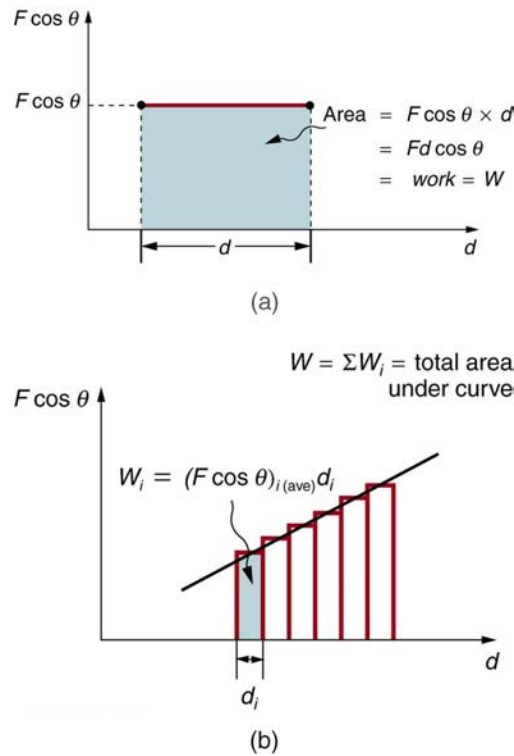 F cos θ
F cos θ
Area = F cos θ × d
= Fd cos θ
= work = W
d
d
(a)
W = ΣWi = total area
under curve
F cos θ
Wi = (F cos θ)i (ave) di
d
di
(b)